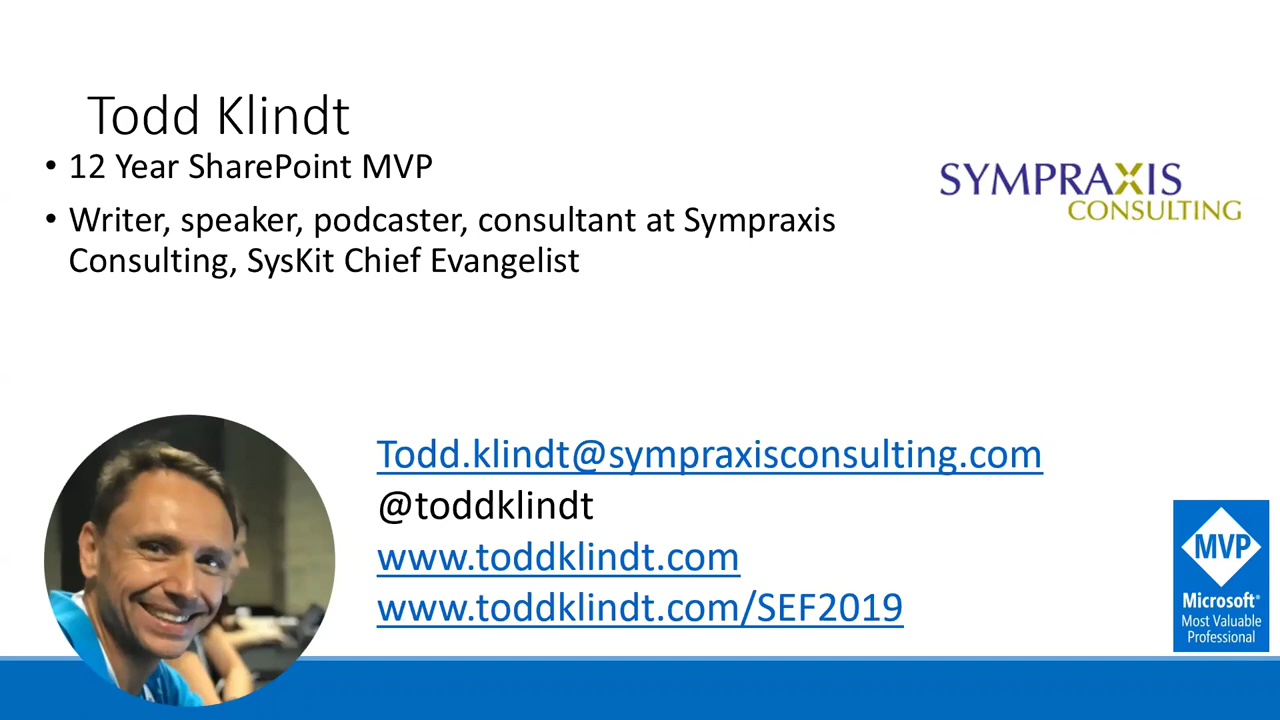 Todd Klindt
• 12 Year SharePoint MVP
• Writer, speaker, podcaster, consultant at Sympraxis
Consulting, SysKit Chief Evangelist
SYMPRAXIS
CONSULTING
Todd.klindt@sympraxisconsulting.com
@toddklindt
www.toddklindt.com
www.toddklindt.com/SEF2019
MVP
Microsoft®
Most Valuable
Professional